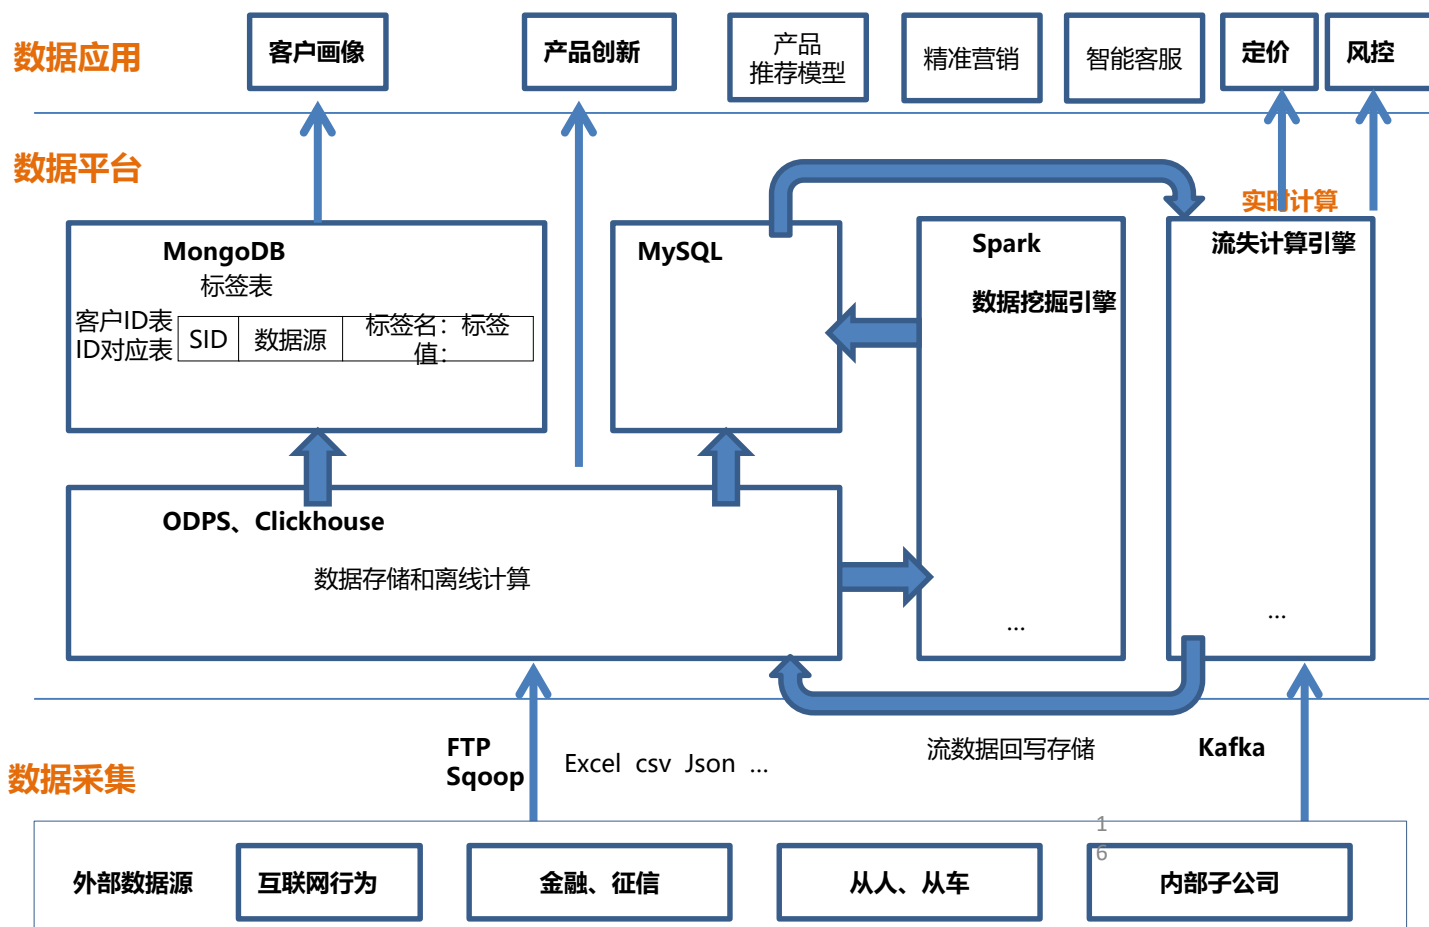 数据应用
客户画像
产品创新
产品
推荐模型
精准营销
智能客服
定价
风控
数据平台
实时计算
MongoDB
标签表
客户ID表
ID对应表
SID
数据源
标签名：标签
值：
MySQL
Spark
数据挖掘引擎
...
流失计算引擎
...
ODPS、Clickhouse
数据存储和离线计算
数据采集
FTP
Sqoop
Excel csv Json ...
流数据回写存储
Kafka
1
6
外部数据源
互联网行为
金融、征信
从人、从车
内部子公司